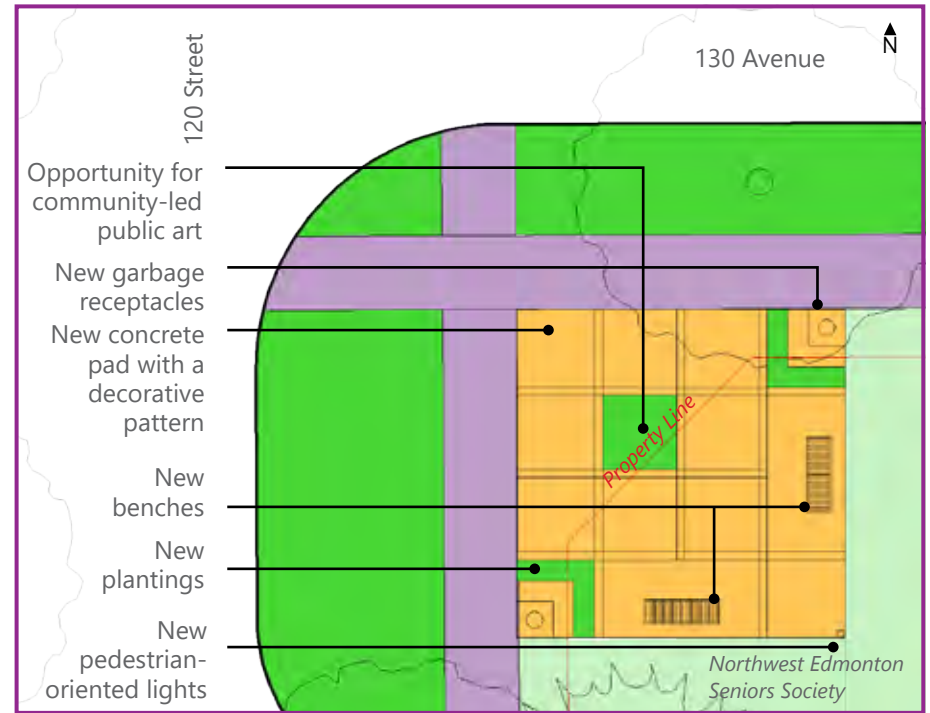 N
130 Avenue
120 Street
Opportunity for
community-led
public art
New garbage
receptacles
New concrete
pad with a
decorative
pattern
Property Line
New
benches
New
plantings
New
pedestrian-
oriented lights
Northwest Edmonton
Seniors Society